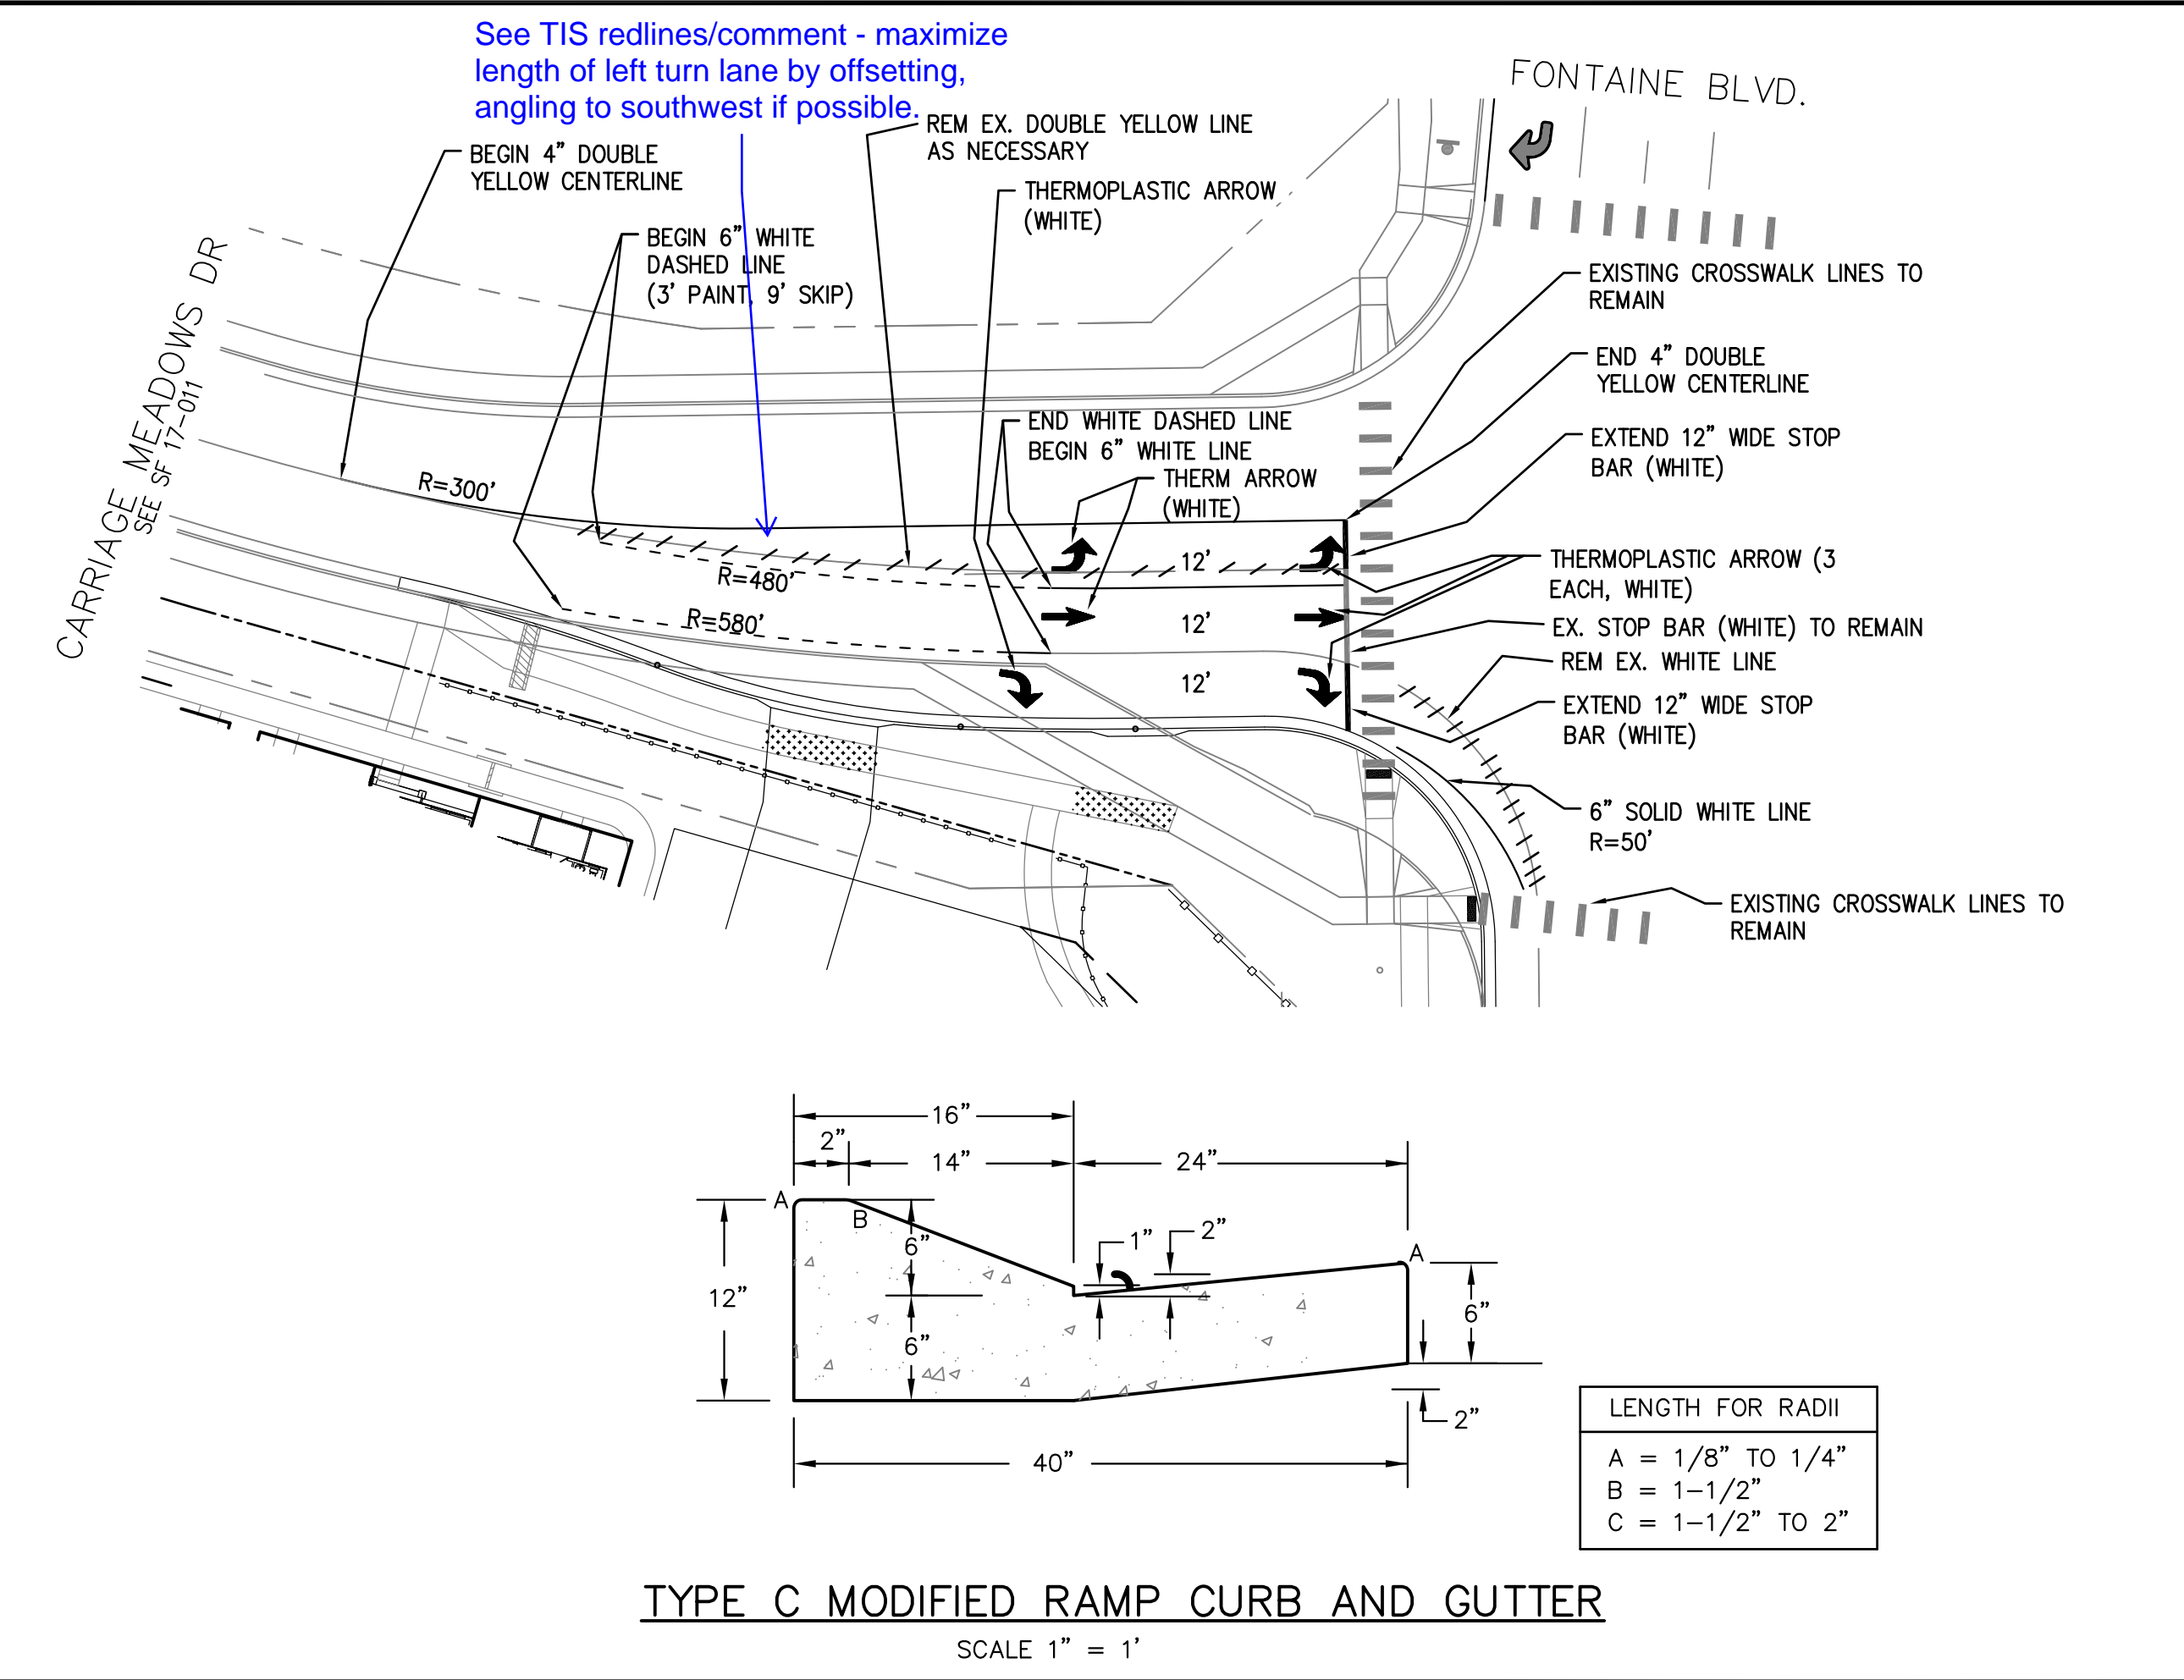 See TIS redlines/comment - maximize
length of left turn lane by offsetting,
angling to southwest if possible.
FONTAINE BLVD.
BEGIN 4" DOUBLE
YELLOW CENTERLINE
REM EX. DOUBLE YELLOW LINE
AS NECESSARY
THERMOPLASTIC ARROW
(WHITE)
BEGIN 6" WHITE
DASHED LINE
(3' PAINT, 9' SKIP)
CARRIAGE MEADOWS DR
SEE SF 17-011
EXISTING CROSSWALK LINES TO
REMAIN
END 4" DOUBLE
YELLOW CENTERLINE
END WHITE DASHED LINE
BEGIN 6" WHITE LINE
EXTEND 12" WIDE STOP
BAR (WHITE)
THERM ARROW
(WHITE)
R=300'
R=480'
R=580'
12'
12'
12'
THERMOPLASTIC ARROW (3
EACH, WHITE)
EX. STOP BAR (WHITE) TO REMAIN
REM EX. WHITE LINE
EXTEND 12" WIDE STOP
BAR (WHITE)
6" SOLID WHITE LINE
R=50'
EXISTING CROSSWALK LINES TO
REMAIN
16"
2"
14"
24"
A
B
6"
1"
2"
A
12"
6"
6"
2"
40"
LENGTH FOR RADII
A = 1/8" TO 1/4"
B = 1-1/2"
C = 1-1/2" TO 2"
TYPE C MODIFIED RAMP CURB AND GUTTER
SCALE 1" = 1'